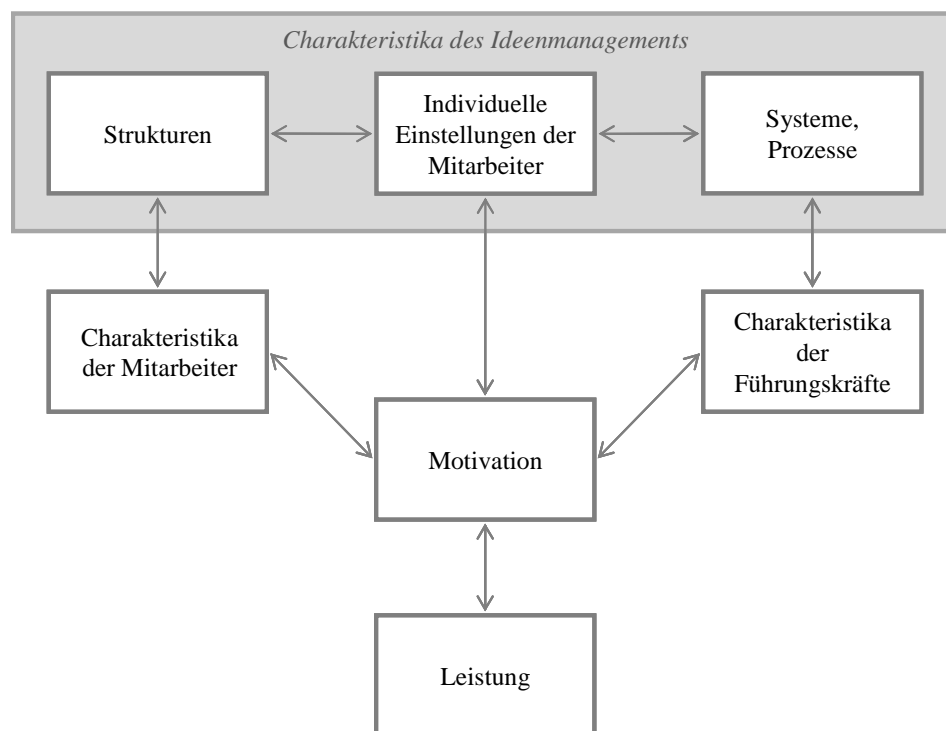 Charakteristika des Ideenmanagements
Strukturen
Individuelle
Einstellungen der
Mitarbeiter
Systeme,
Prozesse
Charakteristika
der Mitarbeiter
Charakteristika
der
Führungskräfte
Motivation
Leistung